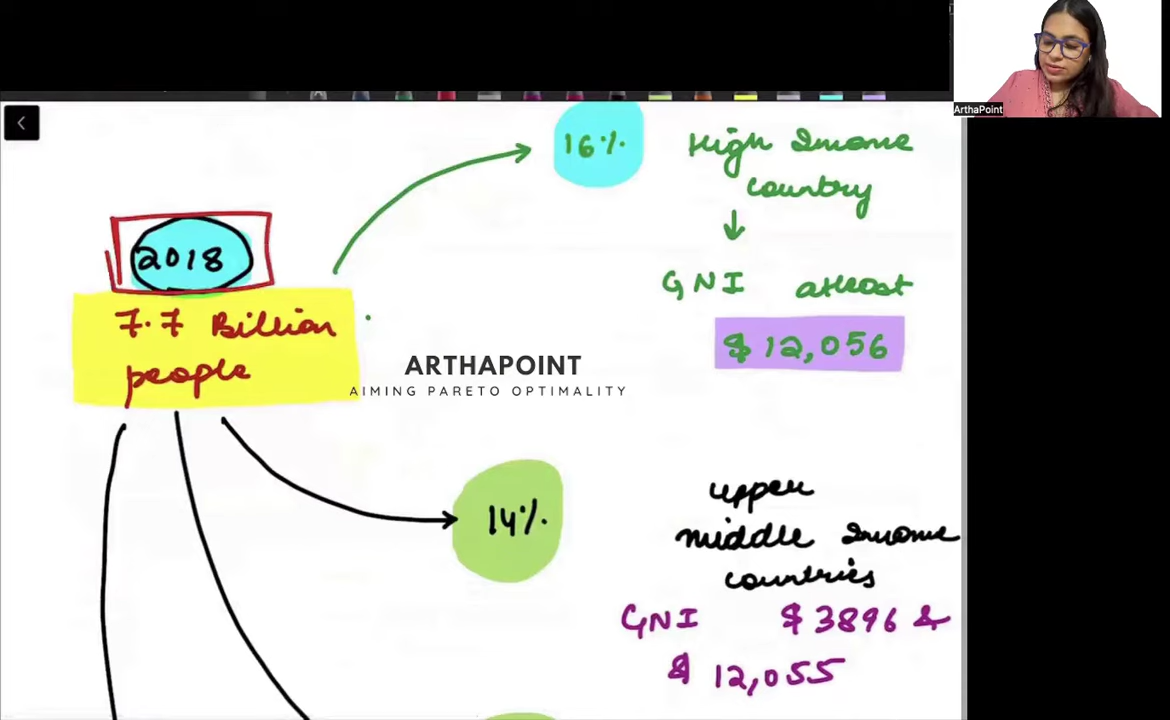 ArthaPoint
16%
High Income
country
2018
GNI atleast
7.7 Billion
people
$ 12,056
ARTHAPOINT
AIMING PARETO OPTIMALITY
14%
upper
middle Income
countries
GNI $ 3896 &
$ 12,055